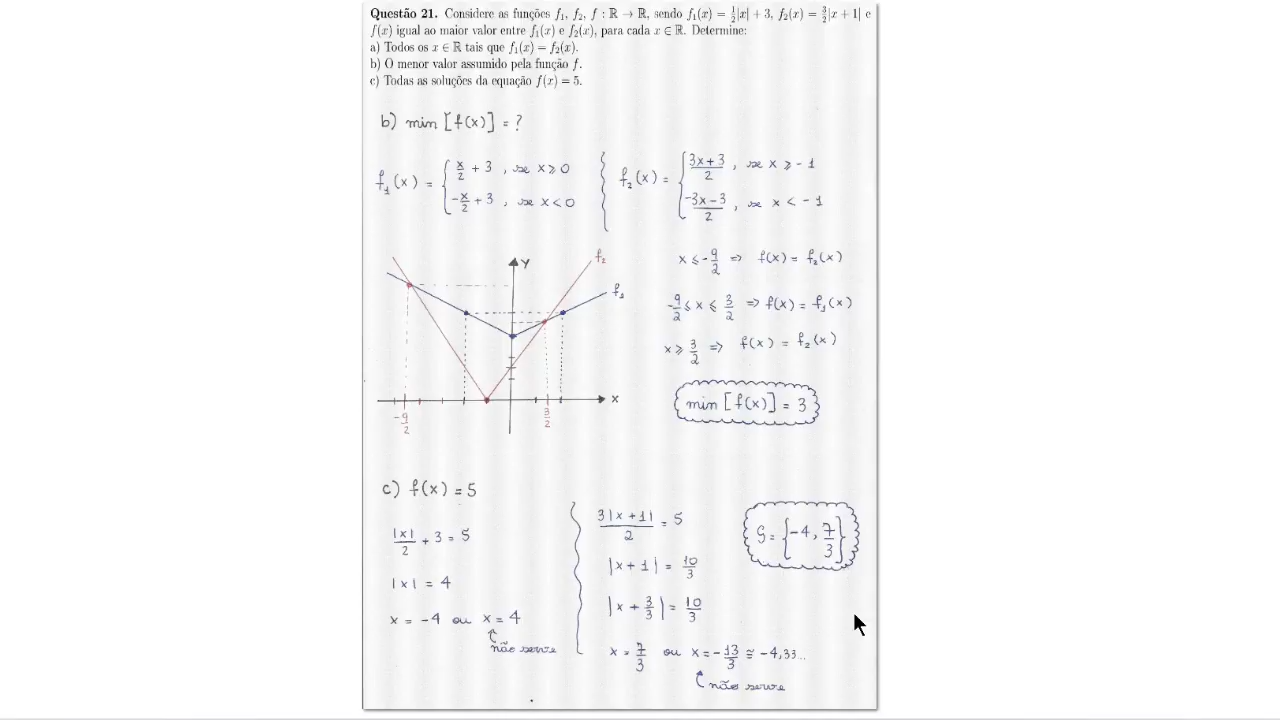 Questão 21. Considere as funções f₁, f₂, f : ℝ → ℝ, sendo f₁(x) = 1/2|x| + 3, f₂(x) = 3/2|x + 1| e
f(x) igual ao maior valor entre f₁(x) e f₂(x), para cada x ∈ ℝ. Determine:
a) Todos os x ∈ ℝ tais que f₁(x) = f₂(x).
b) O menor valor assumido pela função f.
c) Todas as soluções da equação f(x) = 5.
b) min [f(x)] = ?
f₁(x) = { x/2 + 3 , se x ⩾ 0
-x/2 + 3 , se x < 0
f₂(x) = { (3x+3)/2 , se x ⩾ -1
(-3x-3)/2 , se x < -1
x ⩽ -9/2 ⇒ f(x) = f₂(x)
-9/2 ⩽ x ⩽ 3/2 ⇒ f(x) = f₁(x)
x ⩾ 3/2 ⇒ f(x) = f₂(x)
min [f(x)] = 3
y
f₂
f₁
x
-9/2
3/2
c) f(x) = 5
|x|/2 + 3 = 5
|x| = 4
x = -4 ou x = 4
não serve
3|x+1|/2 = 5
|x+1| = 10/3
|x + 3/3| = 10/3
x = 7/3 ou x = -13/3 ≅ -4,33...
não serve
S = {-4, 7/3}